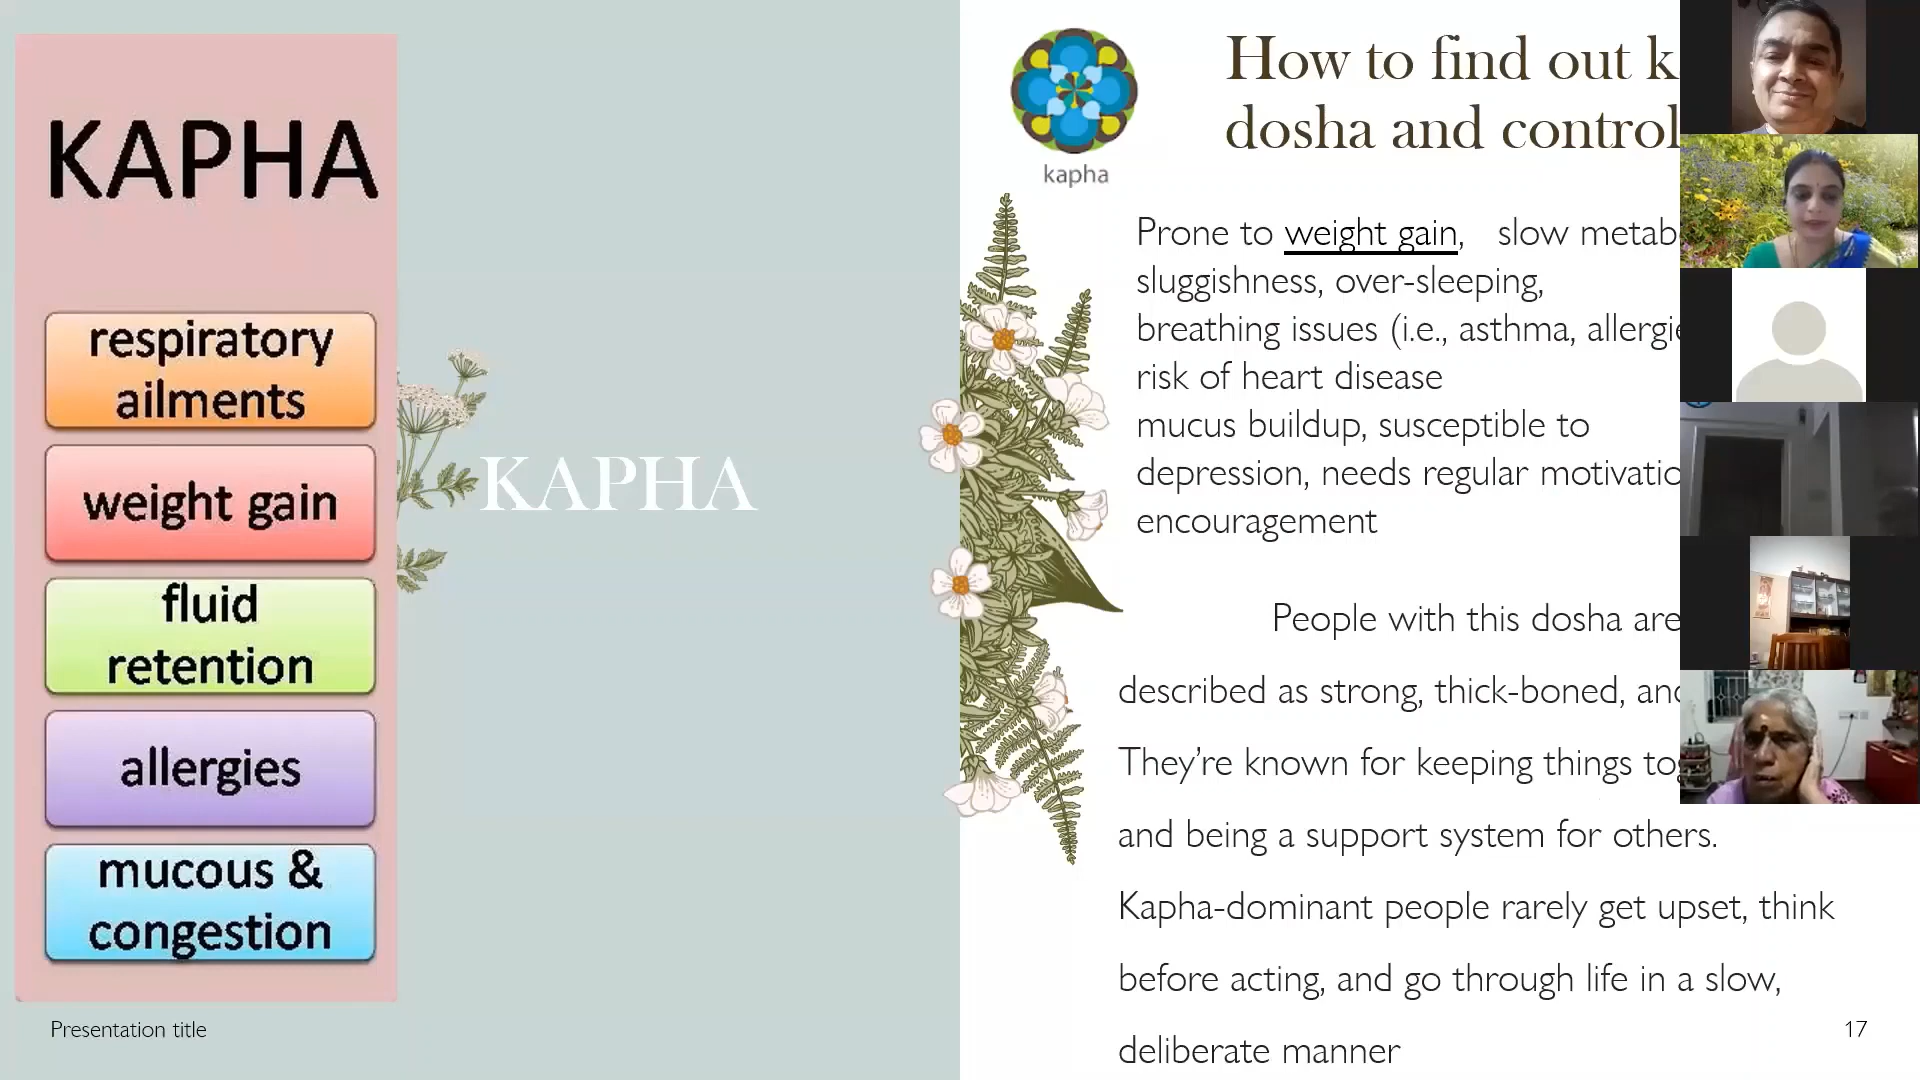 KAPHA
respiratory
ailments
weight gain
fluid
retention
allergies
mucous &
congestion
KAPHA
Presentation title
kapha
How to find out k
dosha and control
Prone to weight gain, slow metab
sluggishness, over-sleeping,
breathing issues (i.e., asthma, allergie
risk of heart disease
mucus buildup, susceptible to
depression, needs regular motivatio
encouragement
People with this dosha are
described as strong, thick-boned, and
They’re known for keeping things tog
and being a support system for others.
Kapha-dominant people rarely get upset, think
before acting, and go through life in a slow,
deliberate manner
17